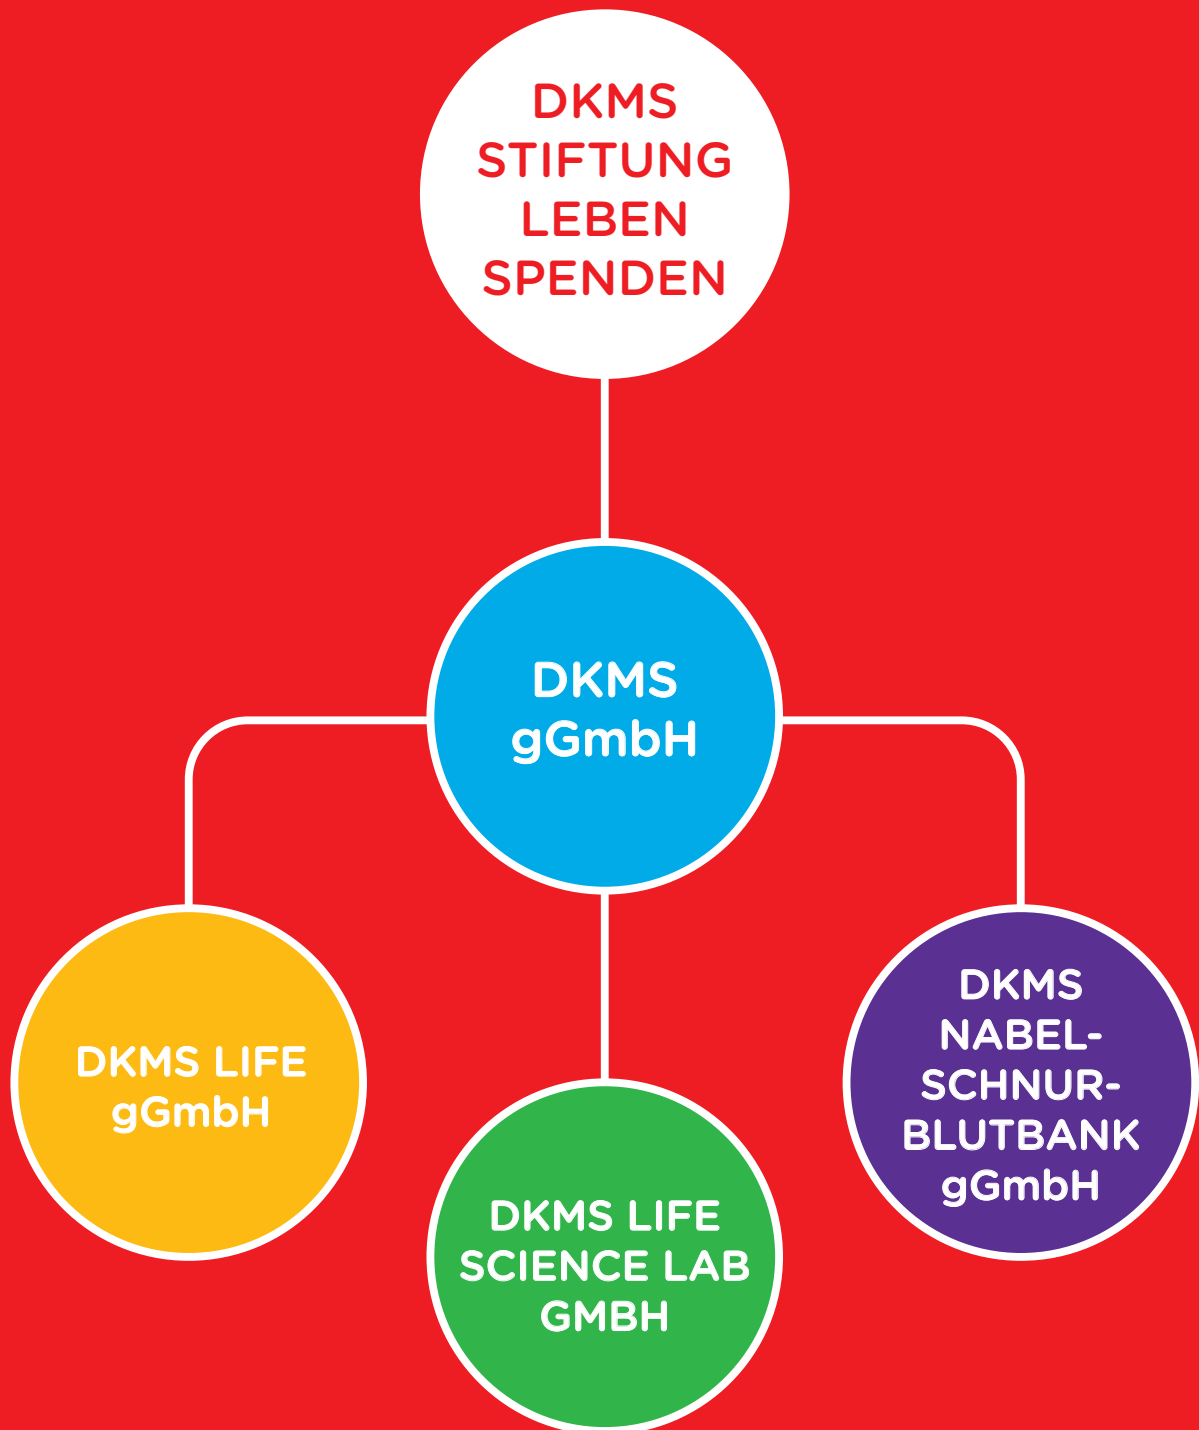 DKMS
STIFTUNG
LEBEN
SPENDEN
DKMS
gGmbH
DKMS LIFE
gGmbH
DKMS LIFE
SCIENCE LAB
GMBH
DKMS
NABEL-
SCHNUR-
BLUTBANK
gGmbH